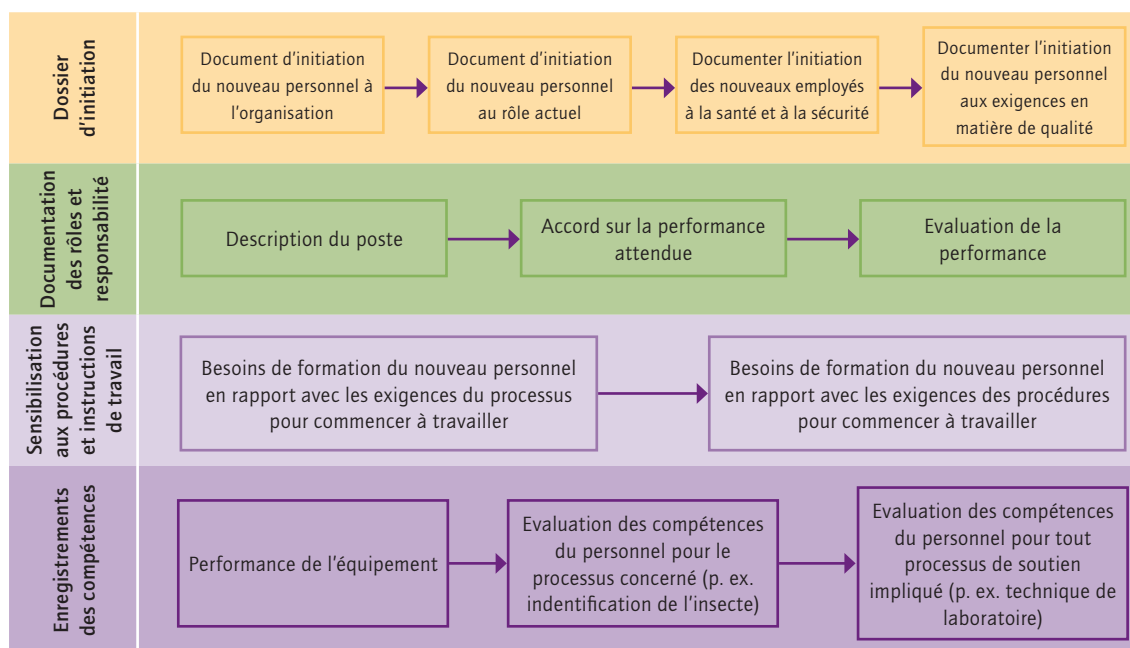 Dossier
d'initiation
Document d'initiation
du nouveau personnel à
l'organisation
Document d'initiation
du nouveau personnel
au rôle actuel
Documenter l'initiation
des nouveaux employés
à la santé et à la sécurité
Documenter l'initiation
du nouveau personnel
aux exigences en
matière de qualité
Documentation
des rôles et
responsabilité
Description du poste
Accord sur la performance
attendue
Evaluation de la
performance
Sensibilisation
aux procédures
et instructions
de travail
Besoins de formation du nouveau personnel
en rapport avec les exigences du processus
pour commencer à travailler
Besoins de formation du nouveau personnel
en rapport avec les exigences des procédures
pour commencer à travailler
Enregistrements
des compétences
Performance de l'équipement
Evaluation des compétences
du personnel pour le
processus concerné (p. ex.
indentification de l'insecte)
Evaluation des compétences
du personnel pour tout
processus de soutien
impliqué (p. ex. technique de
laboratoire)